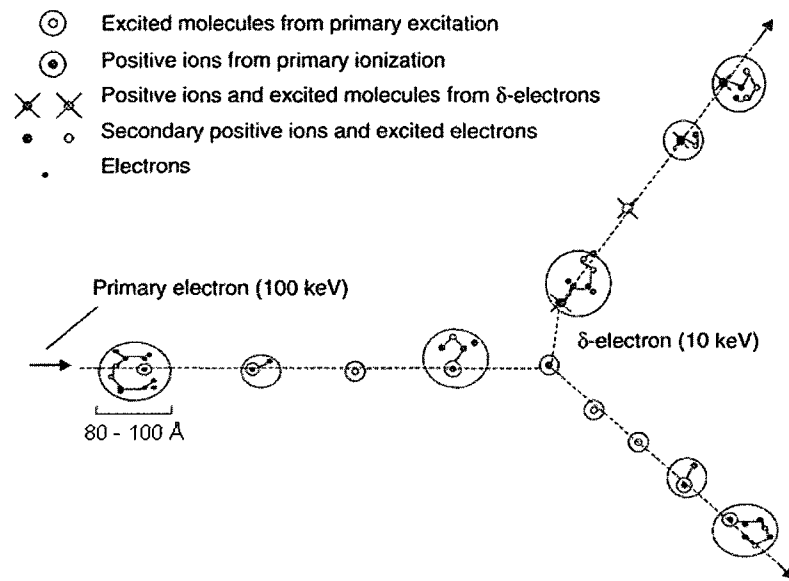 Excited molecules from primary excitation
Positive ions from primary ionization
Positive ions and excited molecules from δ-electrons
Secondary positive ions and excited electrons
Electrons
Primary electron (100 keV)
δ-electron (10 keV)
80 - 100 Å